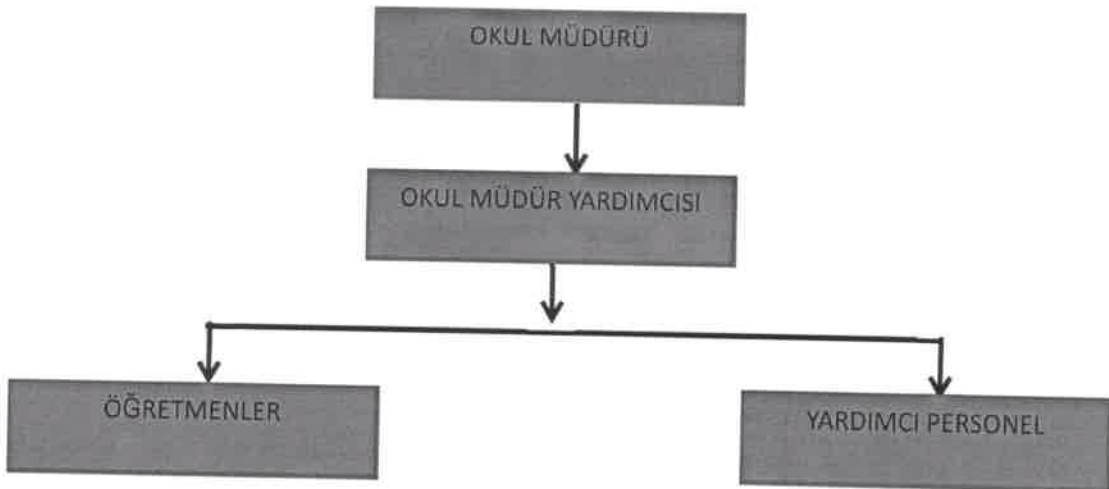 OKUL MÜDÜRÜ
OKUL MÜDÜR YARDIMCISI
ÖĞRETMENLER
YARDIMCI PERSONEL